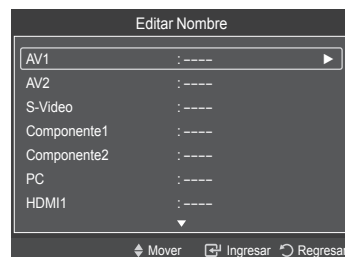 Editar Nombre
AV1 : ---- ►
AV2 : ----
S-Video : ----
Componente1 : ----
Componente2 : ----
PC : ----
HDMI1 : ----
▼
Mover Ingresar Regresar